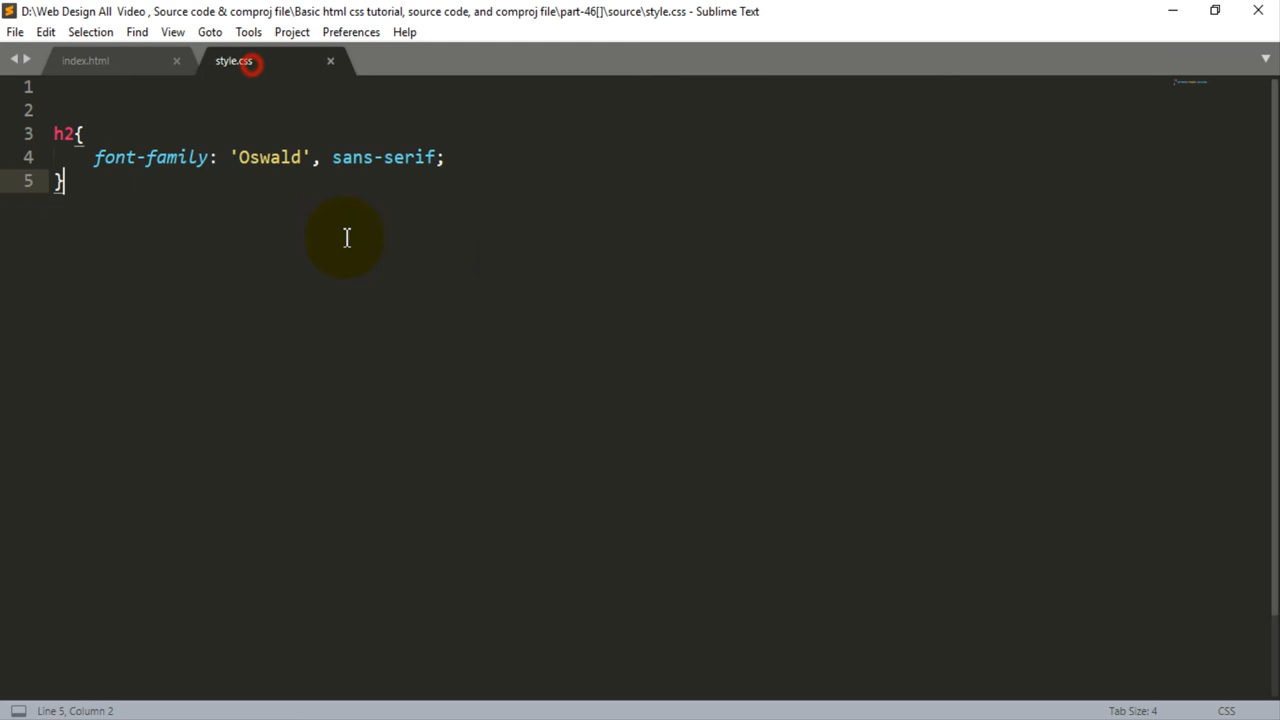 D:\Web Design All  Video , Source code & comproj file\Basic html css tutorial, source code, and comproj file\part-46[]\source\style.css - Sublime Text
File Edit Selection Find View Goto Tools Project Preferences Help
index.html style.css
1
2
3 h2{
4 font-family: 'Oswald', sans-serif;
5 }
Line 5, Column 2 Tab Size: 4 CSS